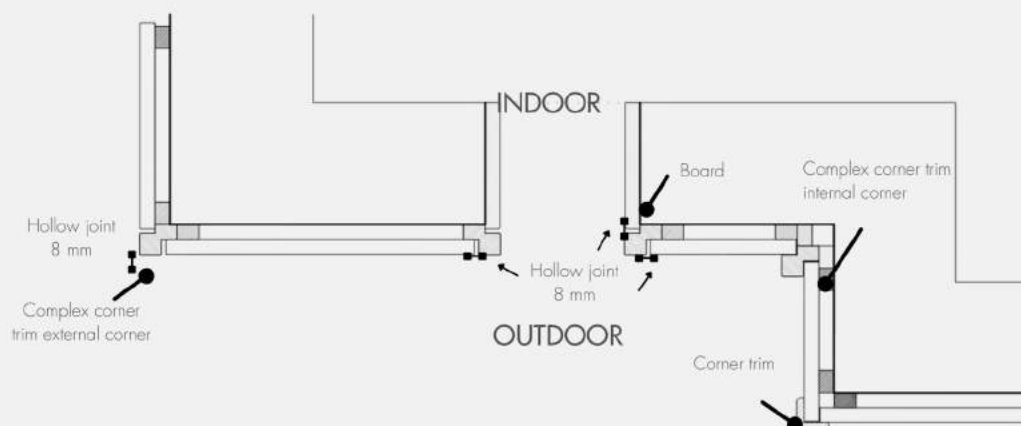 INDOOR
Board
Complex corner trim
internal corner
Hollow joint
8 mm
Hollow joint
8 mm
Complex corner
trim external corner
OUTDOOR
Corner trim